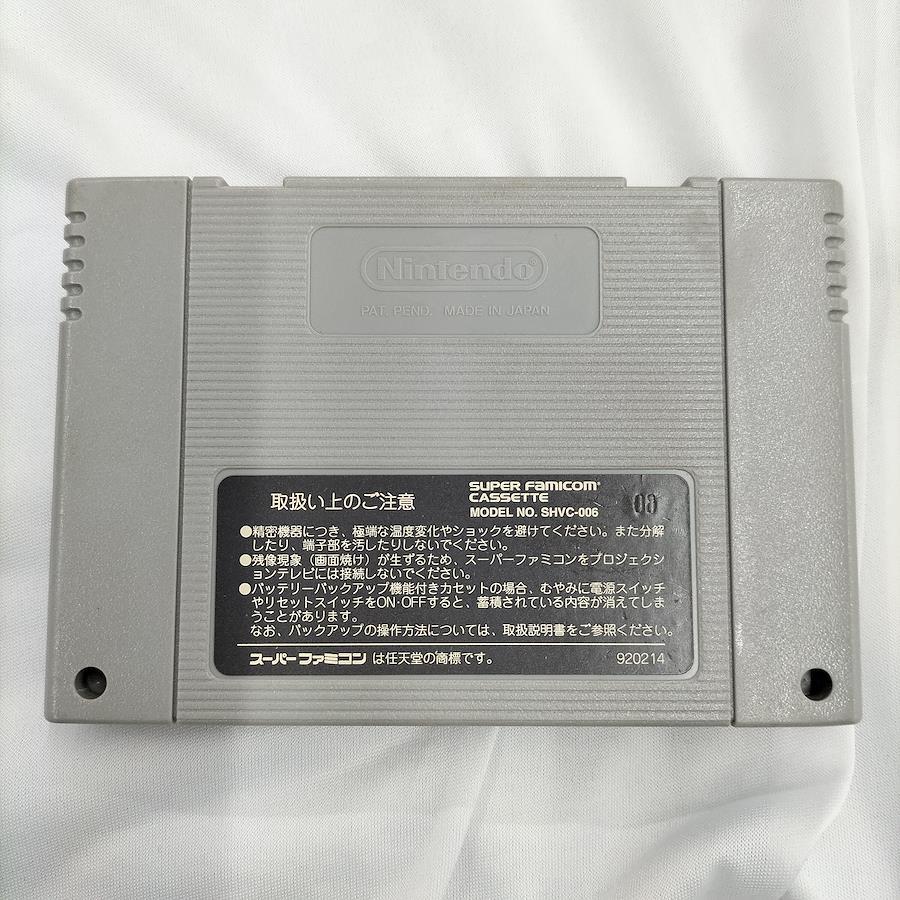 Nintendo®
PAT. PEND. MADE IN JAPAN
取扱い上のご注意
SUPER FAMICOM®
CASSETTE
MODEL NO. SHVC-006
00
●精密機器につき、極端な温度変化やショックを避けてください。また分解
したり、端子部を汚したりしないでください。
●残像現象（画面焼け）が生ずるため、スーパーファミコンをプロジェクシ
ョンテレビには接続しないでください。
●バッテリーバックアップ機能付きカセットの場合、むやみに電源スイッチ
やリセットスイッチをON·OFFすると、蓄積されている内容が消えてしま
うことがあります。
なお、バックアップの操作方法については、取扱説明書をご参照ください。
スーパーファミコン は任天堂の商標です。
920214